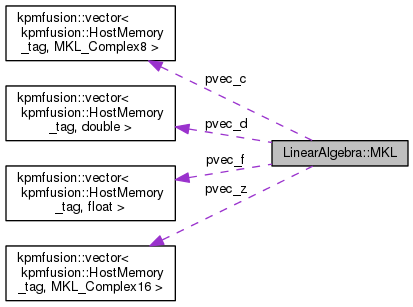 kpmfusion::vector<
kpmfusion::HostMemory
_tag, MKL_Complex8 >
pvec_c
kpmfusion::vector<
kpmfusion::HostMemory
_tag, double >
pvec_d
LinearAlgebra::MKL
kpmfusion::vector<
kpmfusion::HostMemory
_tag, float >
pvec_f
pvec_z
kpmfusion::vector<
kpmfusion::HostMemory
_tag, MKL_Complex16 >